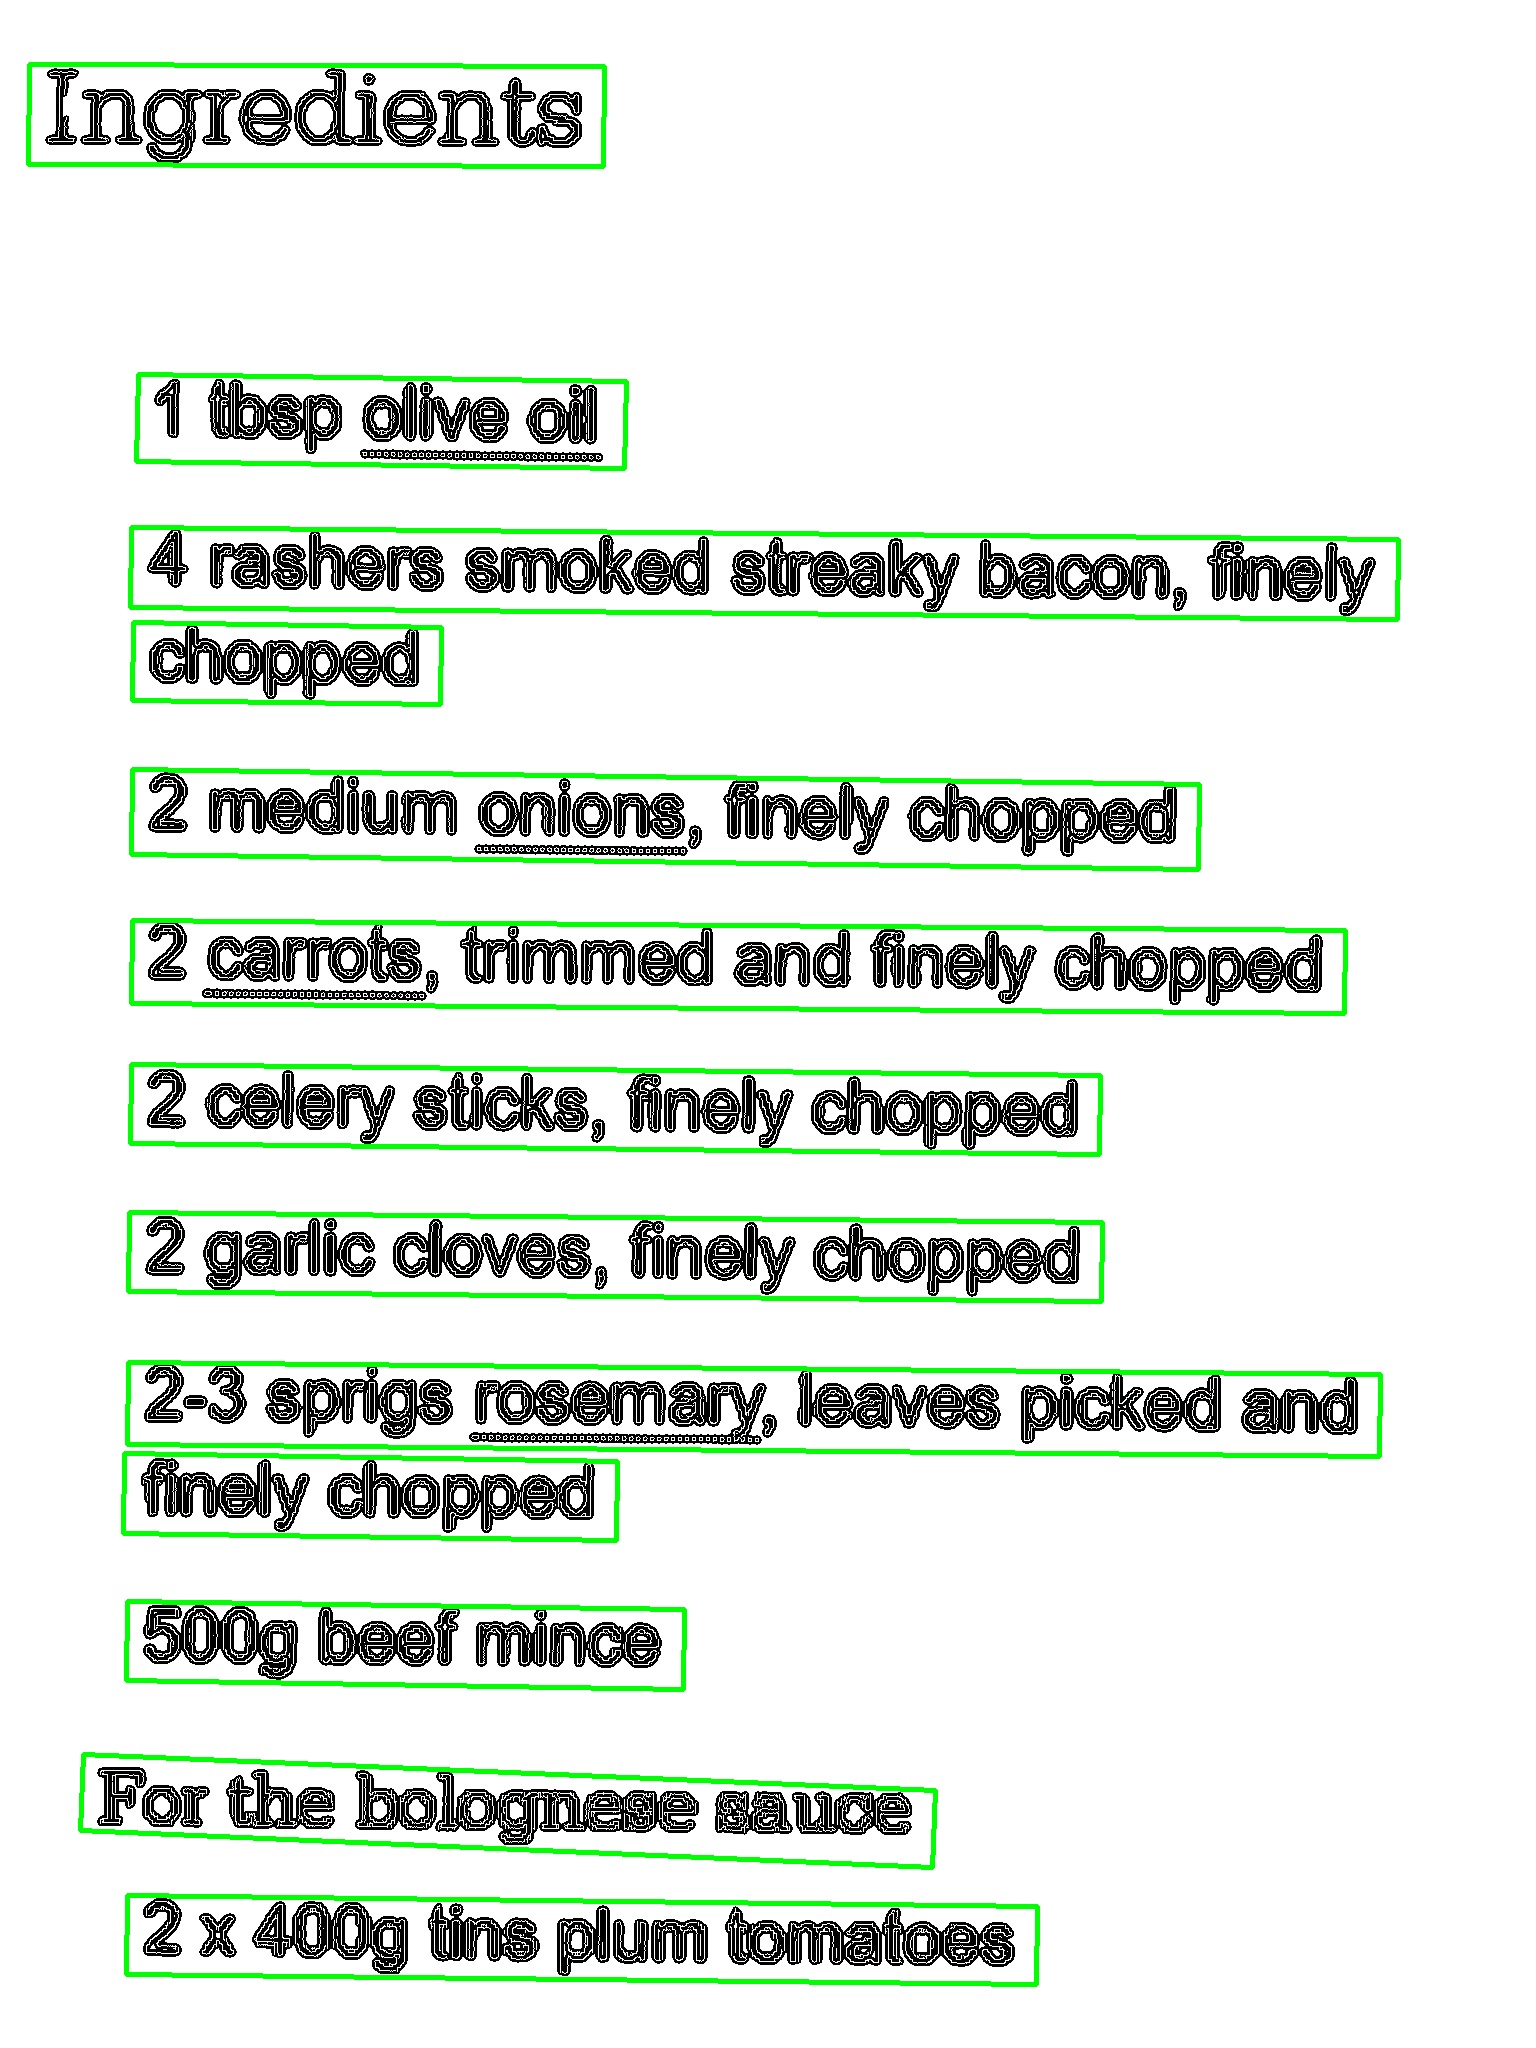 Ingredients
1 tbsp olive oil
4 rashers smoked streaky bacon, finely
chopped
2 medium onions, finely chopped
2 carrots, trimmed and finely chopped
2 celery sticks, finely chopped
2 garlic cloves, finely chopped
2-3 sprigs rosemary, leaves picked and
finely chopped
500g beef mince
For the bolognese sauce
2 x 400g tins plum tomatoes